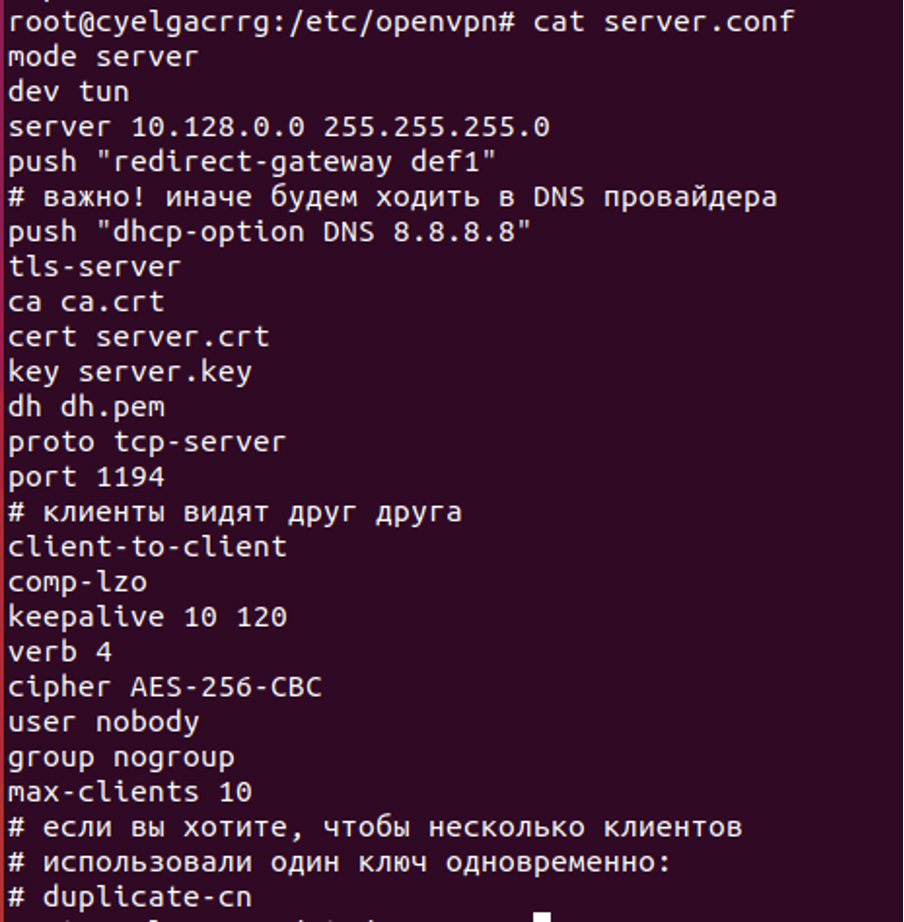 root@cyelgacrrg:/etc/openvpn# cat server.conf
mode server
dev tun
server 10.128.0.0 255.255.255.0
push "redirect-gateway def1"
# важно! иначе будем ходить в DNS провайдера
push "dhcp-option DNS 8.8.8.8"
tls-server
ca ca.crt
cert server.crt
key server.key
dh dh.pem
proto tcp-server
port 1194
# клиенты видят друг друга
client-to-client
comp-lzo
keepalive 10 120
verb 4
cipher AES-256-CBC
user nobody
group nogroup
max-clients 10
# если вы хотите, чтобы несколько клиентов
# использовали один ключ одновременно:
# duplicate-cn